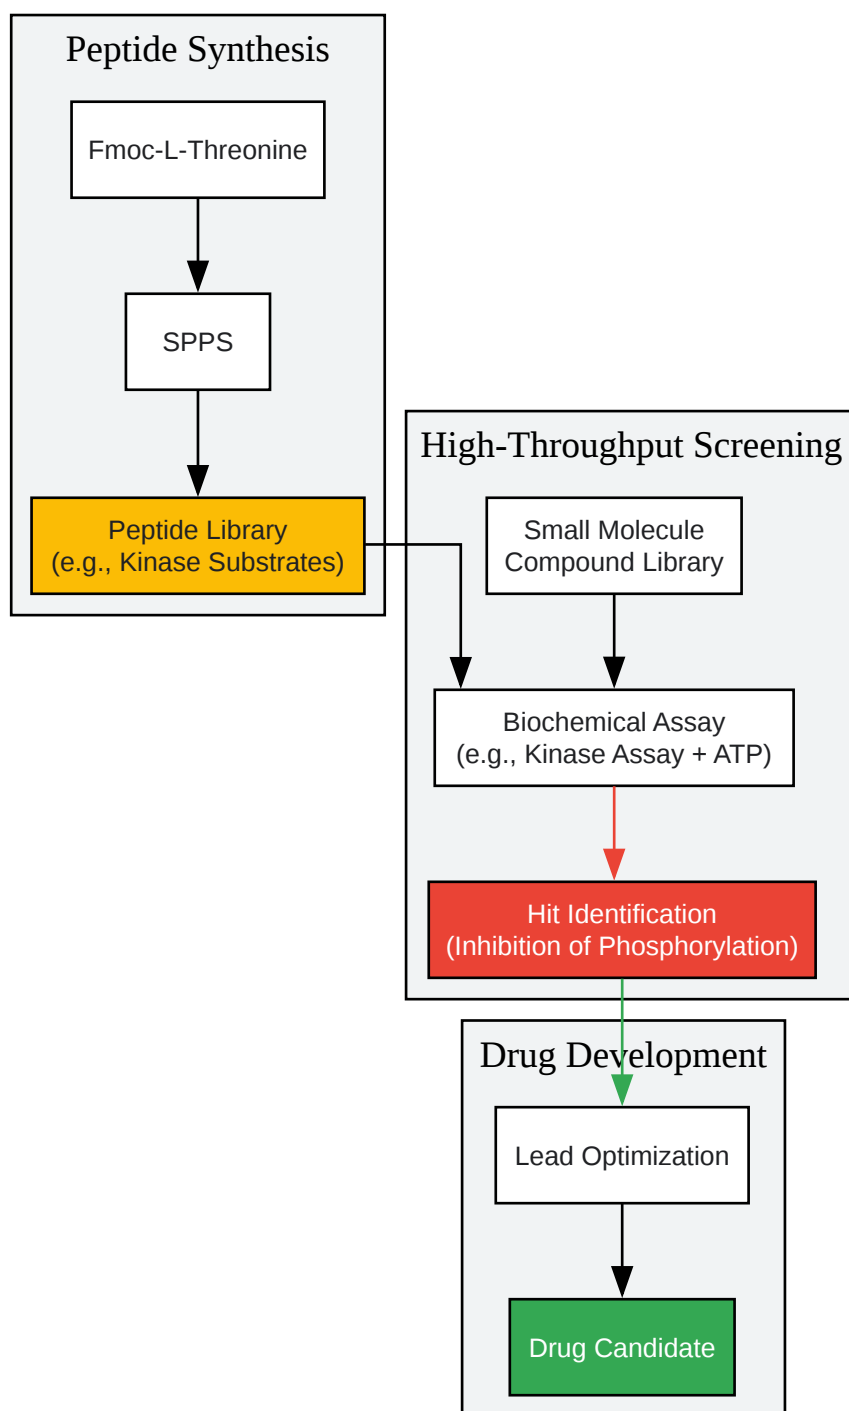 Peptide Synthesis
Fmoc-L-Threonine
SPPS
Peptide Library
(e.g., Kinase Substrates)
High-Throughput Screening
Small Molecule
Compound Library
Biochemical Assay
(e.g., Kinase Assay + ATP)
Hit Identification
(Inhibition of Phosphorylation)
Drug Development
Lead Optimization
Drug Candidate